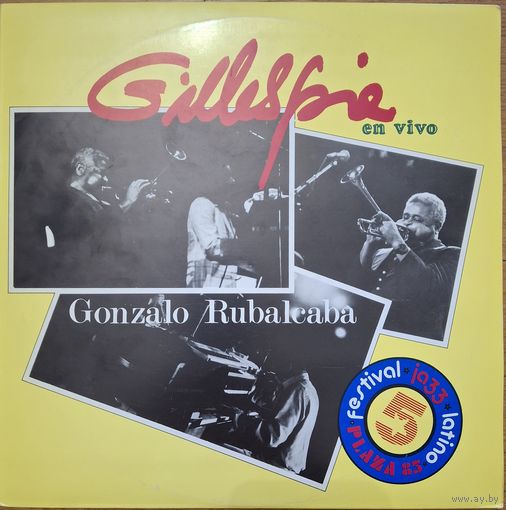 Gillespie
en vivo
Gonzalo Rubalcaba
festival jazz latino
5
PLAZA 85
www.ay.by